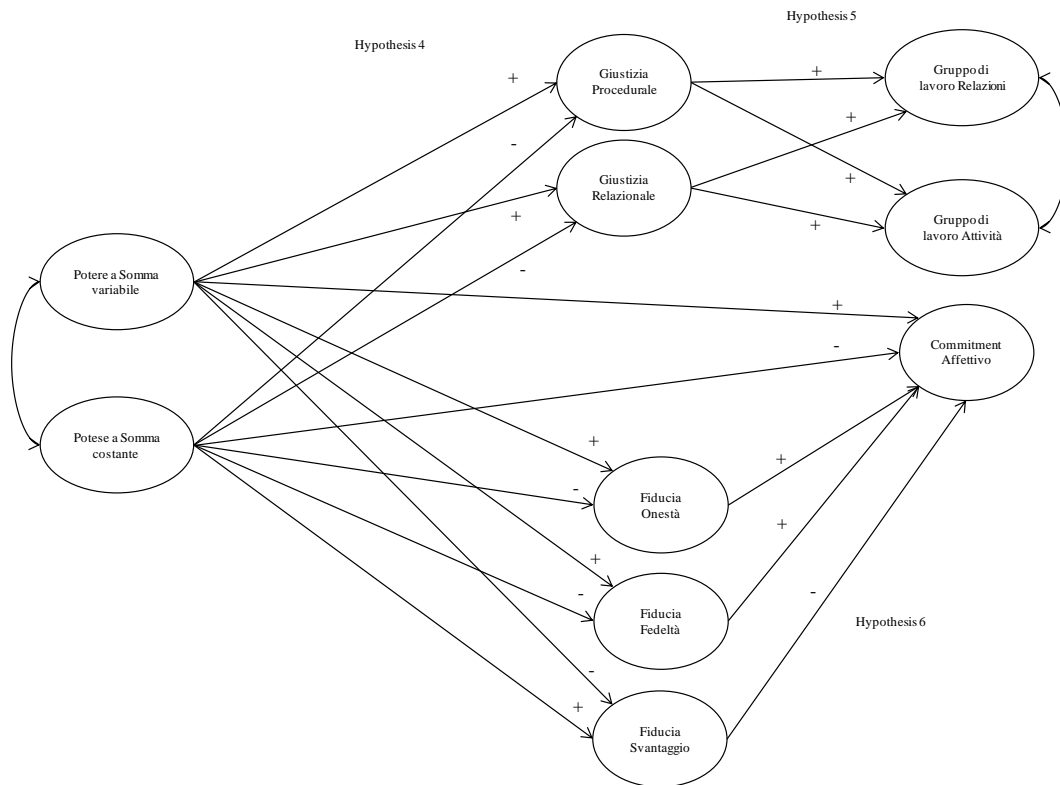 Hypothesis 5
Hypothesis 4
Giustizia
Procedurale
Gruppo di
lavoro Relazioni
+
+
+
-
Giustizia
Relazionale
+
+
+
-
Gruppo di
lavoro Attività
Potere a Somma
variabile
+
-
Commitment
Affettivo
Potese a Somma
costante
+
+
-
Fiducia
Onestà
+
+
-
-
Fiducia
Fedeltà
Hypothesis 6
-
+
Fiducia
Svantaggio